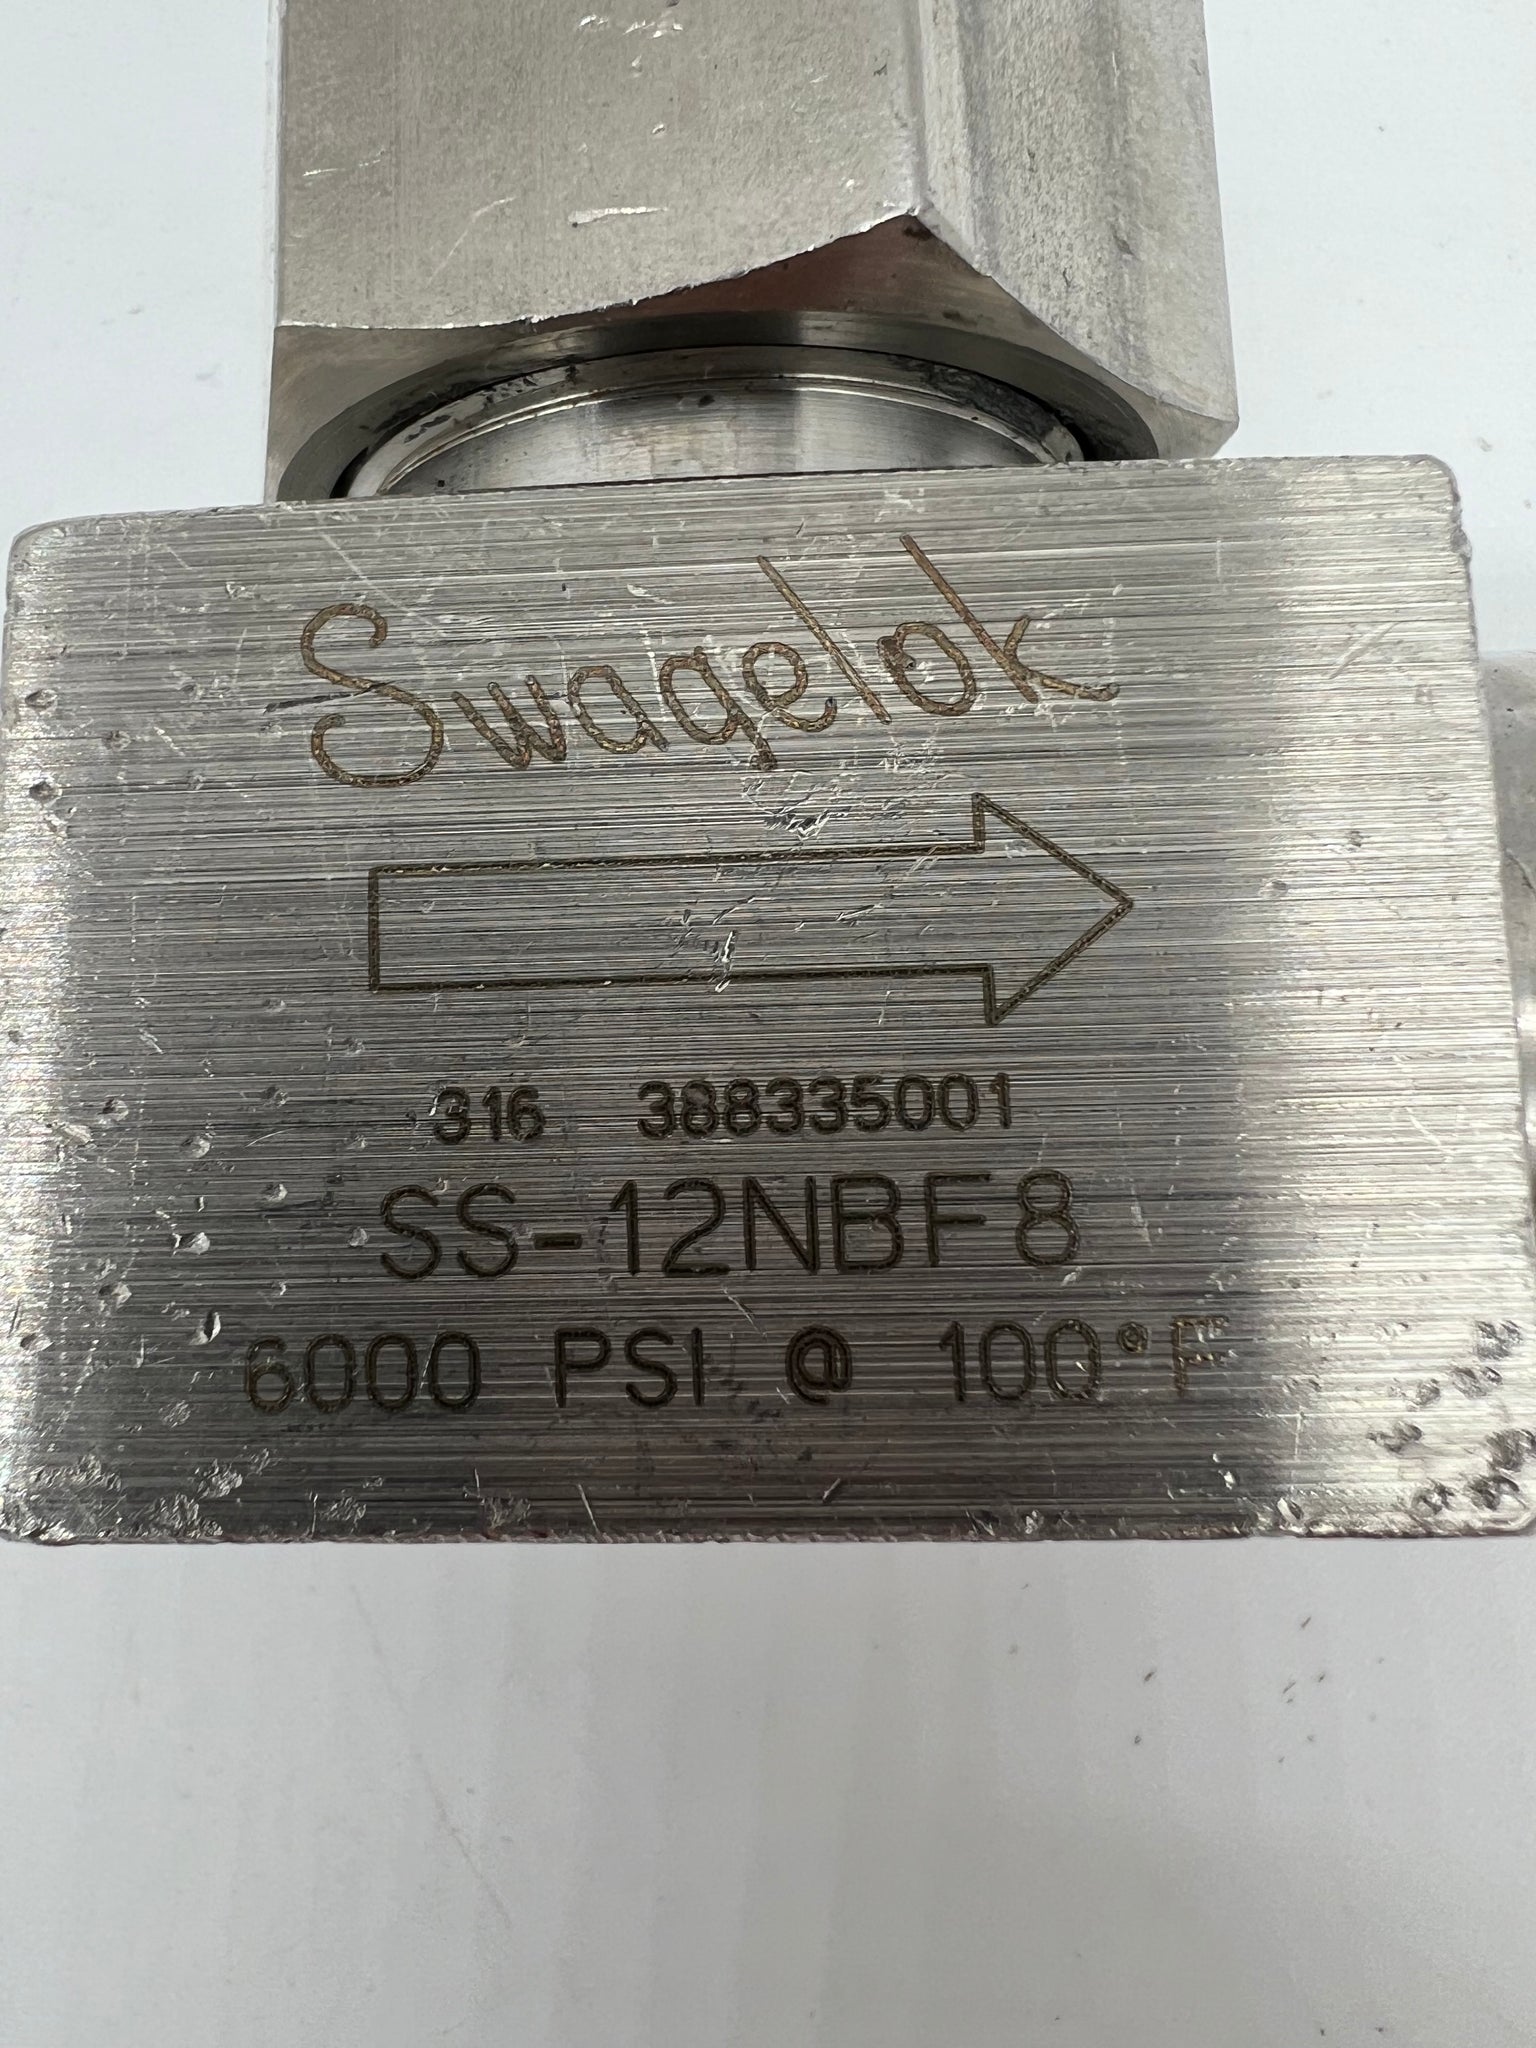 Swagelok
316 388335001
SS-12NBF8
6000 PSI @ 100°F